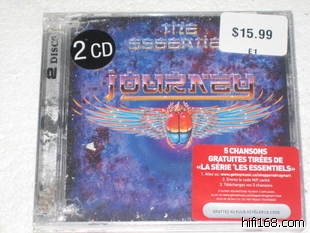 THE
ESSENTIAL
2 CD
2 DISCS
$15.99
£1
JOURNEY
5 CHANSONS
GRATUITES TIRÉES DE
«LA SÉRIE 'LES ESSENTIELS»
hifi168.com